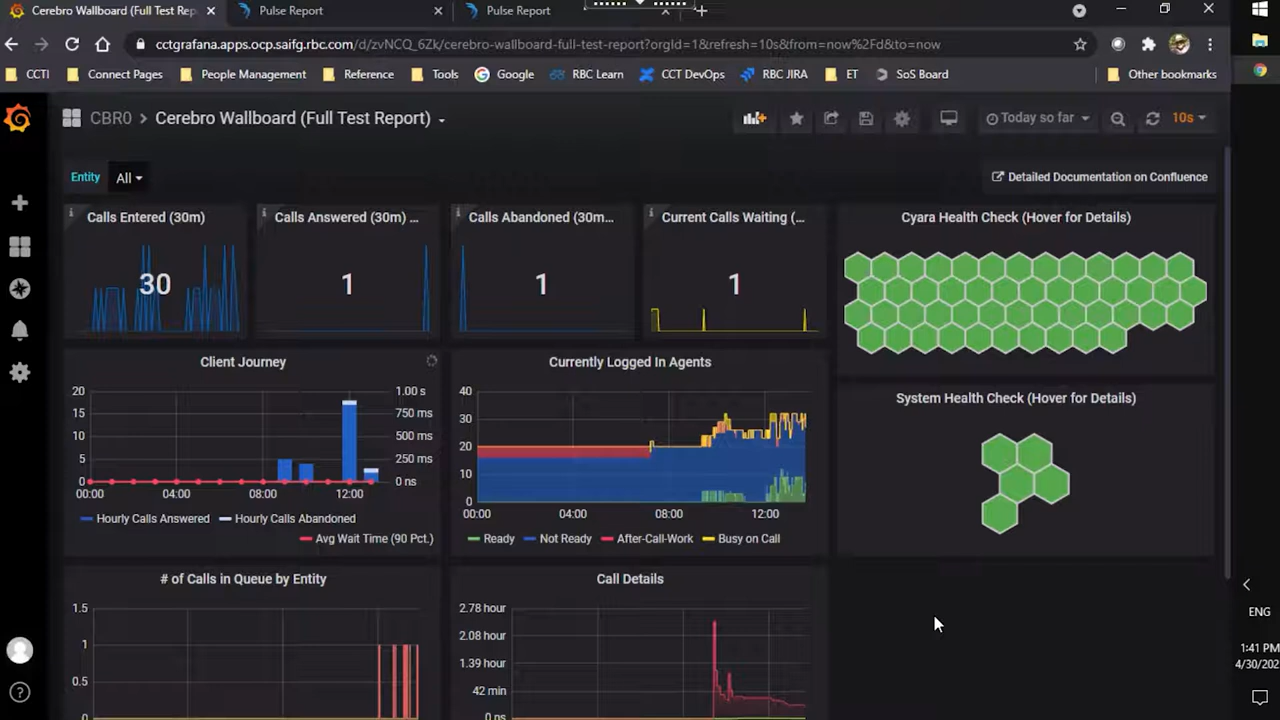 Cerebro Wallboard (Full Test Rep
Pulse Report
Pulse Report
cctgrafana.apps.ocp.saifg.rbc.com/d/zvNCQ_6Zk/cerebro-wallboard-full-test-report?orgId=1&refresh=10s&from=now%2Fd&to=now
CCTI
Connect Pages
People Management
Reference
Tools
Google
RBC Learn
CCT DevOps
RBC JIRA
ET
SoS Board
Other bookmarks
CBR0 > Cerebro Wallboard (Full Test Report)
Today so far
10s
Entity
All
Detailed Documentation on Confluence
Calls Entered (30m)
30
Calls Answered (30m) ...
1
Calls Abandoned (30m...
1
Current Calls Waiting (...
1
Cyara Health Check (Hover for Details)
Client Journey
20
15
10
5
0
1.00 s
750 ms
500 ms
250 ms
0 ns
00:00
04:00
08:00
12:00
Hourly Calls Answered
Hourly Calls Abandoned
Avg Wait Time (90 Pct.)
Currently Logged In Agents
40
30
20
10
0
00:00
04:00
08:00
12:00
Ready
Not Ready
After-Call-Work
Busy on Call
System Health Check (Hover for Details)
# of Calls in Queue by Entity
1.5
1
0.5
0
Call Details
2.78 hour
2.08 hour
1.39 hour
42 min
0 ns
ENG
1:41 PM
4/30/202